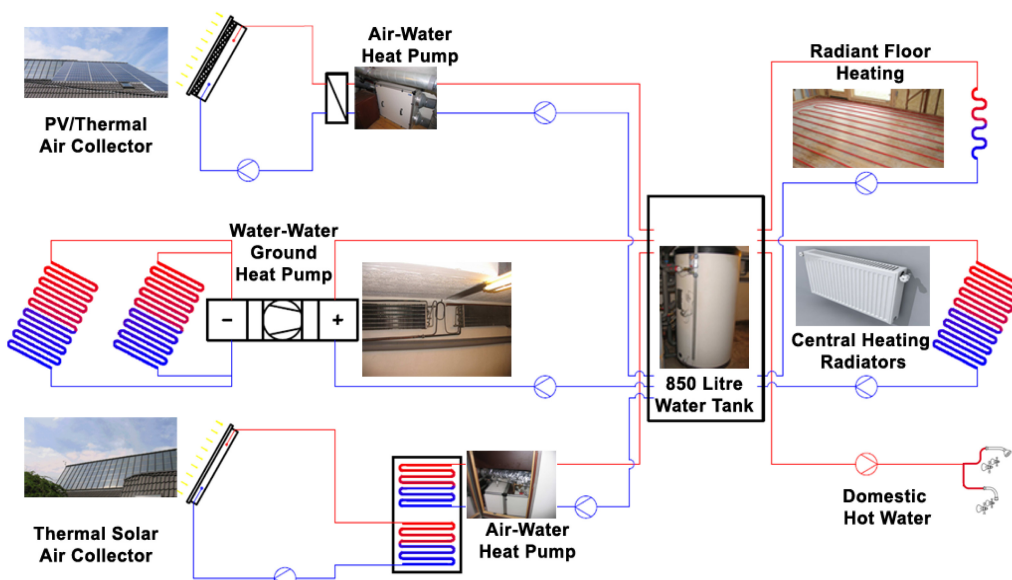 Air-Water
Heat Pump
Radiant Floor
Heating
PV/Thermal
Air Collector
Water-Water
Ground
Heat Pump
−
+
850 Litre
Water Tank
Central Heating
Radiators
Thermal Solar
Air Collector
Air-Water
Heat Pump
Domestic
Hot Water